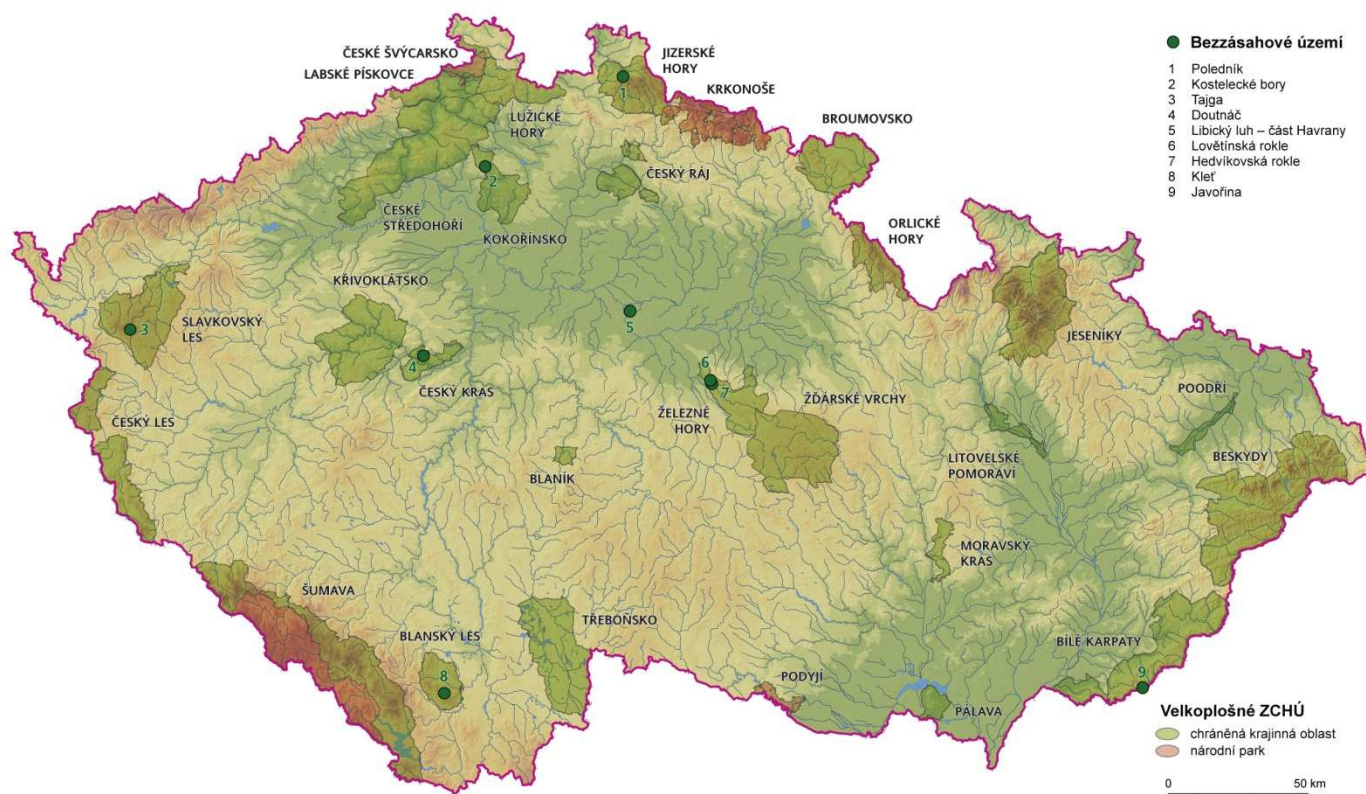 ČESKÉ ŠVÝCARSKO
LABSKÉ PÍSKOVCE
JIZERSKÉ
HORY
KRKONOŠE
1
LUŽICKÉ
HORY
BROUMOVSKO
2
ČESKÝ RÁJ
ČESKÉ
STŘEDOHOŘÍ
KOKOŘÍNSKO
ORLICKÉ
HORY
KŘIVOKLÁTSKO
3
SLAVKOVSKÝ
LES
5
JESENÍKY
4
ČESKÝ KRAS
6
7
POODŘÍ
ČESKÝ LES
ŽELEZNÉ
HORY
ŽĎÁRSKÉ VRCHY
BLANÍK
LITOVELSKÉ
POMORAVÍ
BESKYDY
MORAVSKÝ
KRAS
ŠUMAVA
TŘEBOŇSKO
BLANSKÝ LES
BÍLÉ KARPATY
8
PODYJÍ
9
PÁLAVA
Bezzásahové území
1 Poledník
2 Kostelecké bory
3 Tajga
4 Doutnáč
5 Libický luh – část Havrany
6 Lovětínská rokle
7 Hedvíkovská rokle
8 Kleť
9 Javořina
Velkoplošné ZCHÚ
chráněná krajinná oblast
národní park
0 50 km